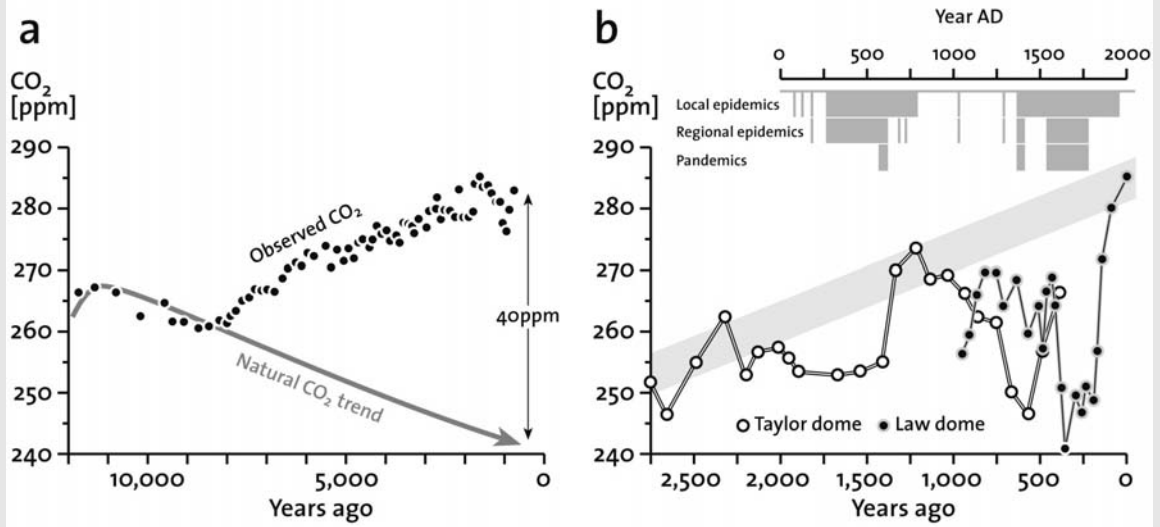 a
CO₂
[ppm]
290
280
270
260
250
240
Observed CO₂
Natural CO₂ trend
40ppm
10,000
5,000
0
Years ago
b
Year AD
0
500
1000
1500
2000
CO₂
[ppm]
Local epidemics
Regional epidemics
Pandemics
290
280
270
260
250
240
Taylor dome
Law dome
2,500
2,000
1,500
1000
500
0
Years ago